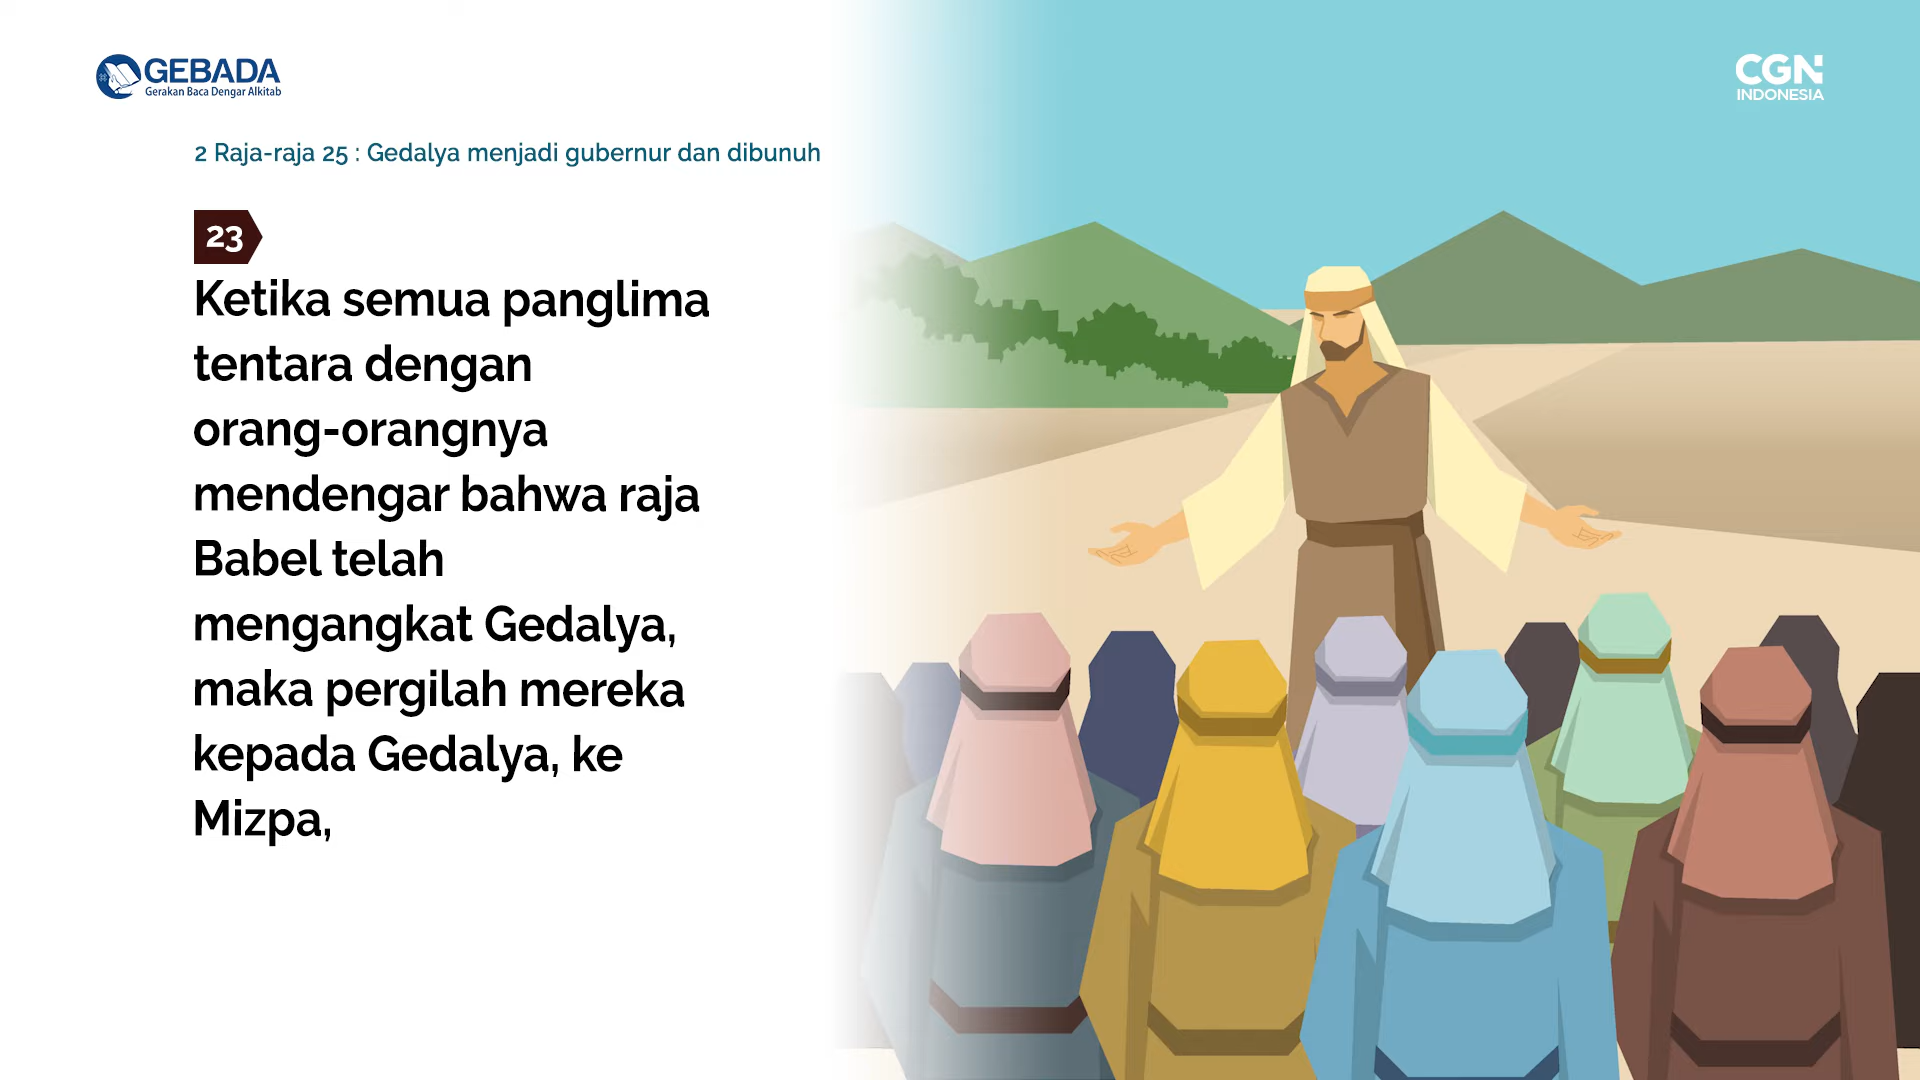 GEBADA
Gerakan Baca Dengar Alkitab
CGN
INDONESIA
2 Raja-raja 25 : Gedalya menjadi gubernur dan dibunuh
23
Ketika semua panglima
tentara dengan
orang-orangnya
mendengar bahwa raja
Babel telah
mengangkat Gedalya,
maka pergilah mereka
kepada Gedalya, ke
Mizpa,